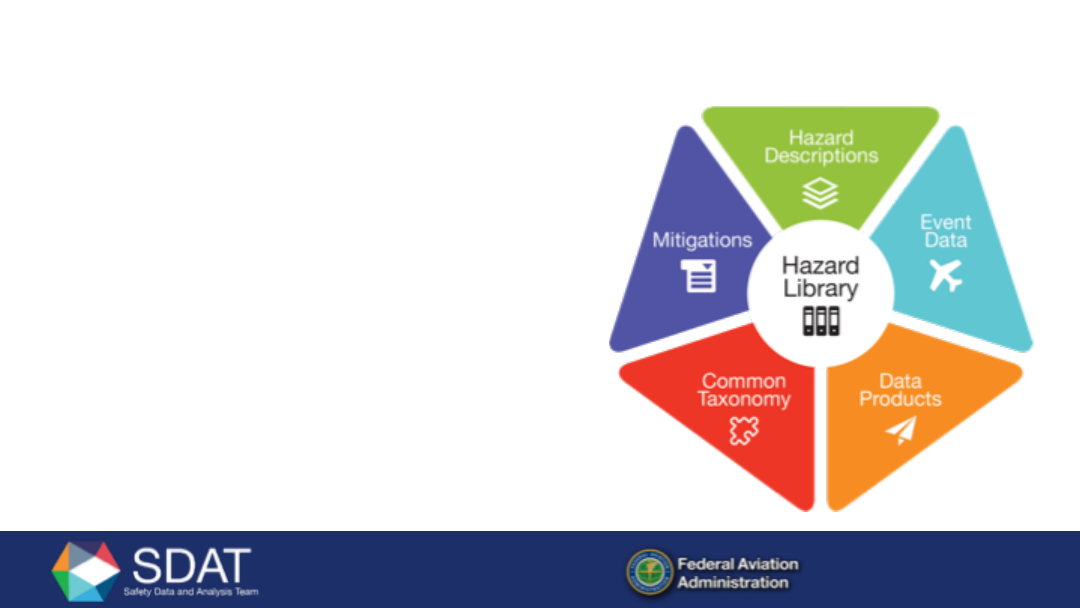 Hazard
Descriptions
Event
Data
Mitigations
Hazard
Library
Common
Taxonomy
Data
Products
SDAT
Safety Data and Analysis Team
Federal Aviation
Administration